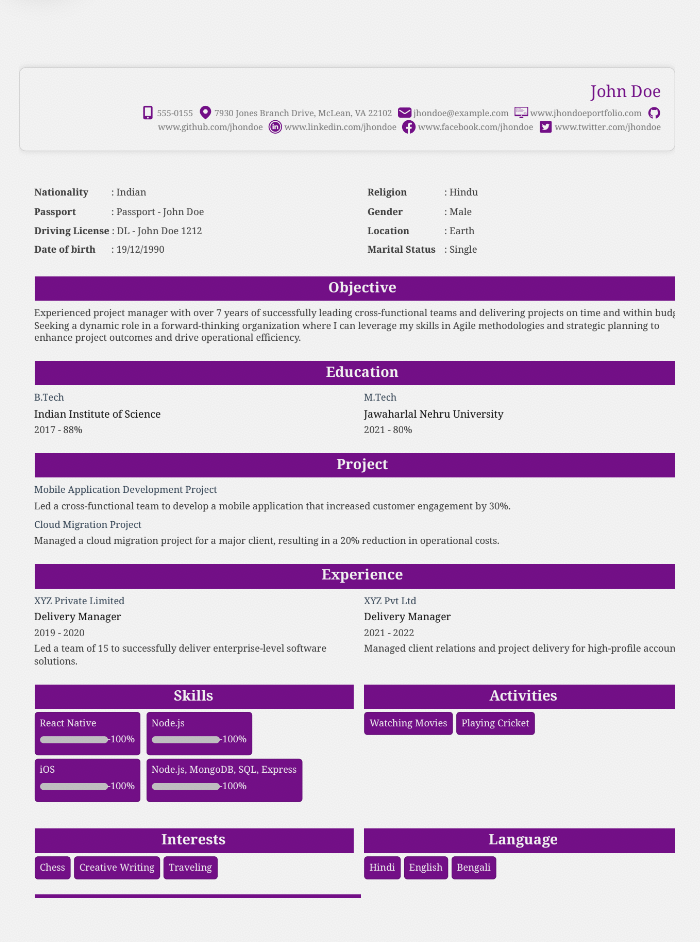 John Doe
555-0155 7930 Jones Branch Drive, McLean, VA 22102 jhondoe@example.com www.jhondoeportfolio.com
www.github.com/jhondoe www.linkedin.com/jhondoe www.facebook.com/jhondoe www.twitter.com/jhondoe
Nationality : Indian Religion : Hindu
Passport : Passport - John Doe Gender : Male
Driving License : DL - John Doe 1212 Location : Earth
Date of birth : 19/12/1990 Marital Status : Single
Objective
Experienced project manager with over 7 years of successfully leading cross-functional teams and delivering projects on time and within budg
Seeking a dynamic role in a forward-thinking organization where I can leverage my skills in Agile methodologies and strategic planning to
enhance project outcomes and drive operational efficiency.
Education
B.Tech M.Tech
Indian Institute of Science Jawaharlal Nehru University
2017 - 88% 2021 - 80%
Project
Mobile Application Development Project
Led a cross-functional team to develop a mobile application that increased customer engagement by 30%.
Cloud Migration Project
Managed a cloud migration project for a major client, resulting in a 20% reduction in operational costs.
Experience
XYZ Private Limited XYZ Pvt Ltd
Delivery Manager Delivery Manager
2019 - 2020 2021 - 2022
Led a team of 15 to successfully deliver enterprise-level software Managed client relations and project delivery for high-profile accoun
solutions.
Skills Activities
React Native Node.js Watching Movies Playing Cricket
-100% -100%
iOS Node.js, MongoDB, SQL, Express
-100% -100%
Interests Language
Chess Creative Writing Traveling Hindi English Bengali